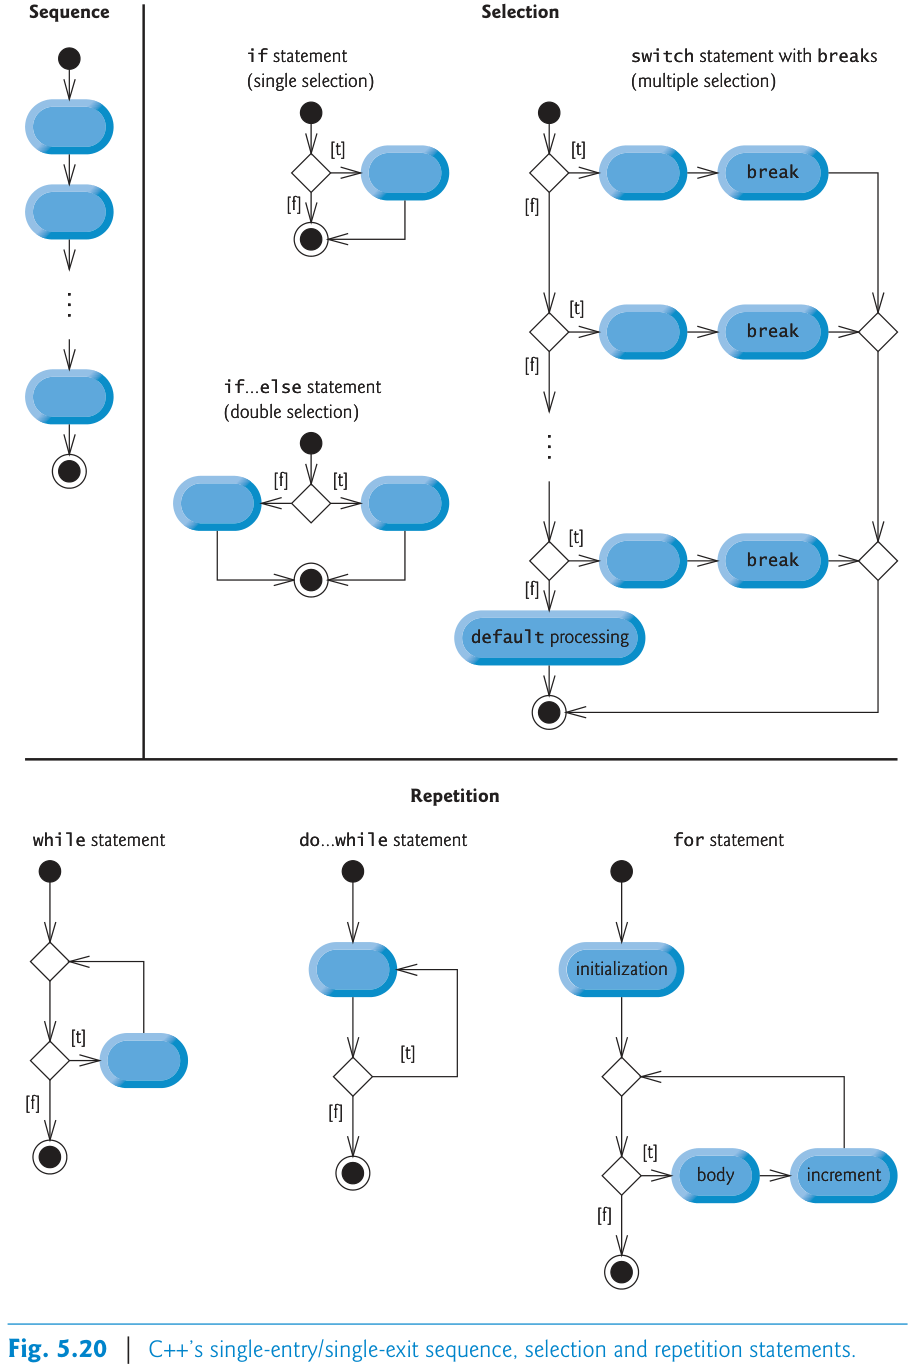 Sequence
Selection
if statement
(single selection)
[t]
[f]
switch statement with breaks
(multiple selection)
[t]
break
[f]
[t]
break
[f]
⋮
[t]
break
[f]
default processing
⋮
if...else statement
(double selection)
[f]
[t]
Repetition
while statement
[t]
[f]
do...while statement
[t]
[f]
for statement
initialization
[t]
body
increment
[f]
Fig. 5.20 | C++’s single-entry/single-exit sequence, selection and repetition statements.